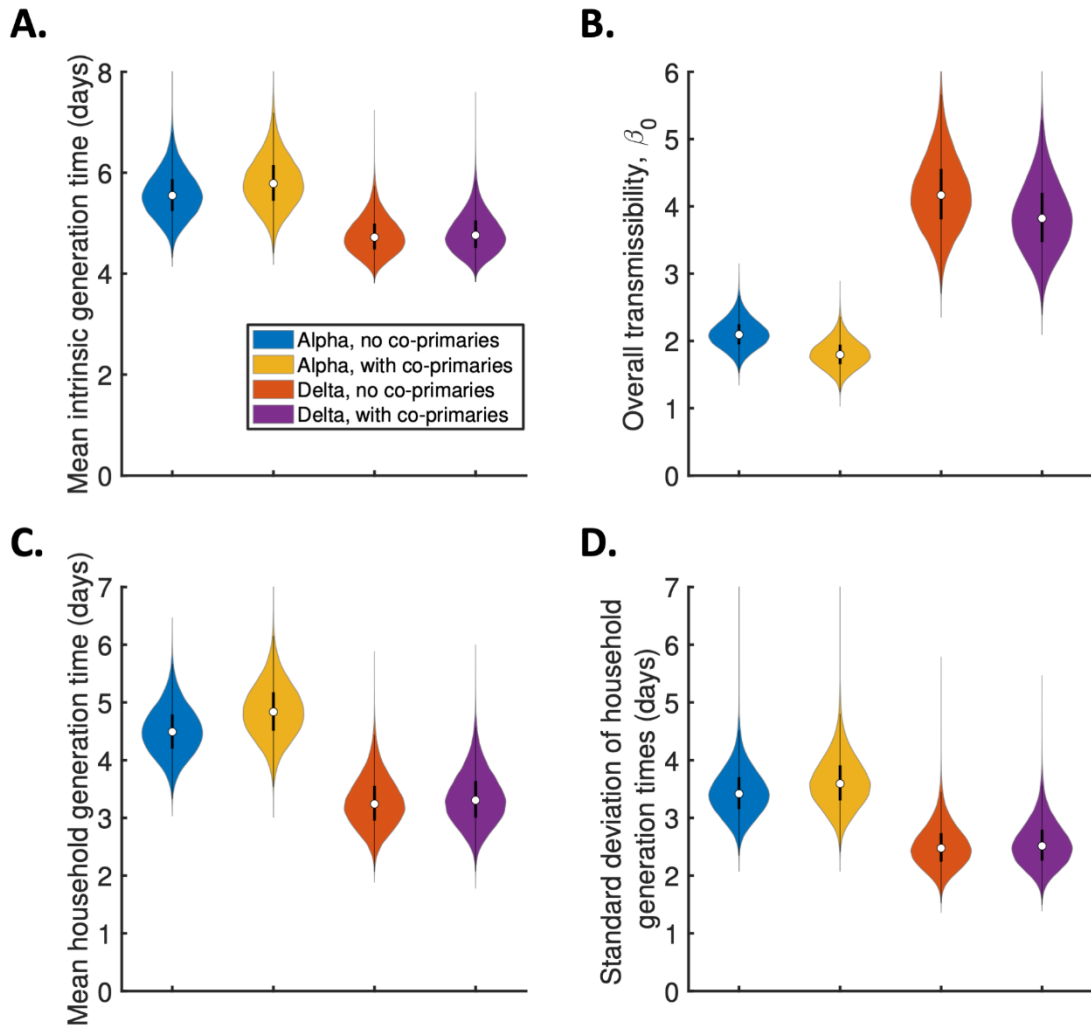 A.
Mean intrinsic generation time (days)
8
6
4
2
0
Alpha, no co-primaries
Alpha, with co-primaries
Delta, no co-primaries
Delta, with co-primaries
B.
Overall transmissibility, β0
6
5
4
3
2
1
0
C.
Mean household generation time (days)
7
6
5
4
3
2
1
0
D.
Standard deviation of household
generation times (days)
7
6
5
4
3
2
1
0